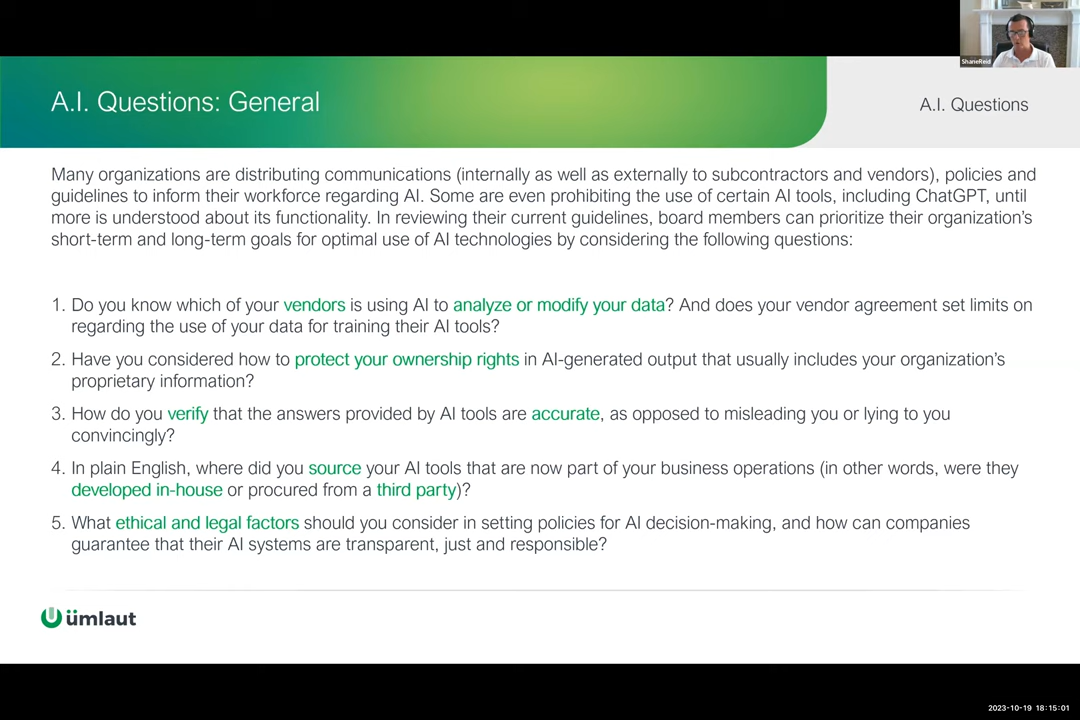 ShaneReid
A.I. Questions: General
A.I. Questions
Many organizations are distributing communications (internally as well as externally to subcontractors and vendors), policies and
guidelines to inform their workforce regarding AI. Some are even prohibiting the use of certain AI tools, including ChatGPT, until
more is understood about its functionality. In reviewing their current guidelines, board members can prioritize their organization's
short-term and long-term goals for optimal use of AI technologies by considering the following questions:
1. Do you know which of your vendors is using AI to analyze or modify your data? And does your vendor agreement set limits on
regarding the use of your data for training their AI tools?
2. Have you considered how to protect your ownership rights in AI-generated output that usually includes your organization's
proprietary information?
3. How do you verify that the answers provided by AI tools are accurate, as opposed to misleading you or lying to you
convincingly?
4. In plain English, where did you source your AI tools that are now part of your business operations (in other words, were they
developed in-house or procured from a third party)?
5. What ethical and legal factors should you consider in setting policies for AI decision-making, and how can companies
guarantee that their AI systems are transparent, just and responsible?
ümlaut
2023-10-19 18:15:01